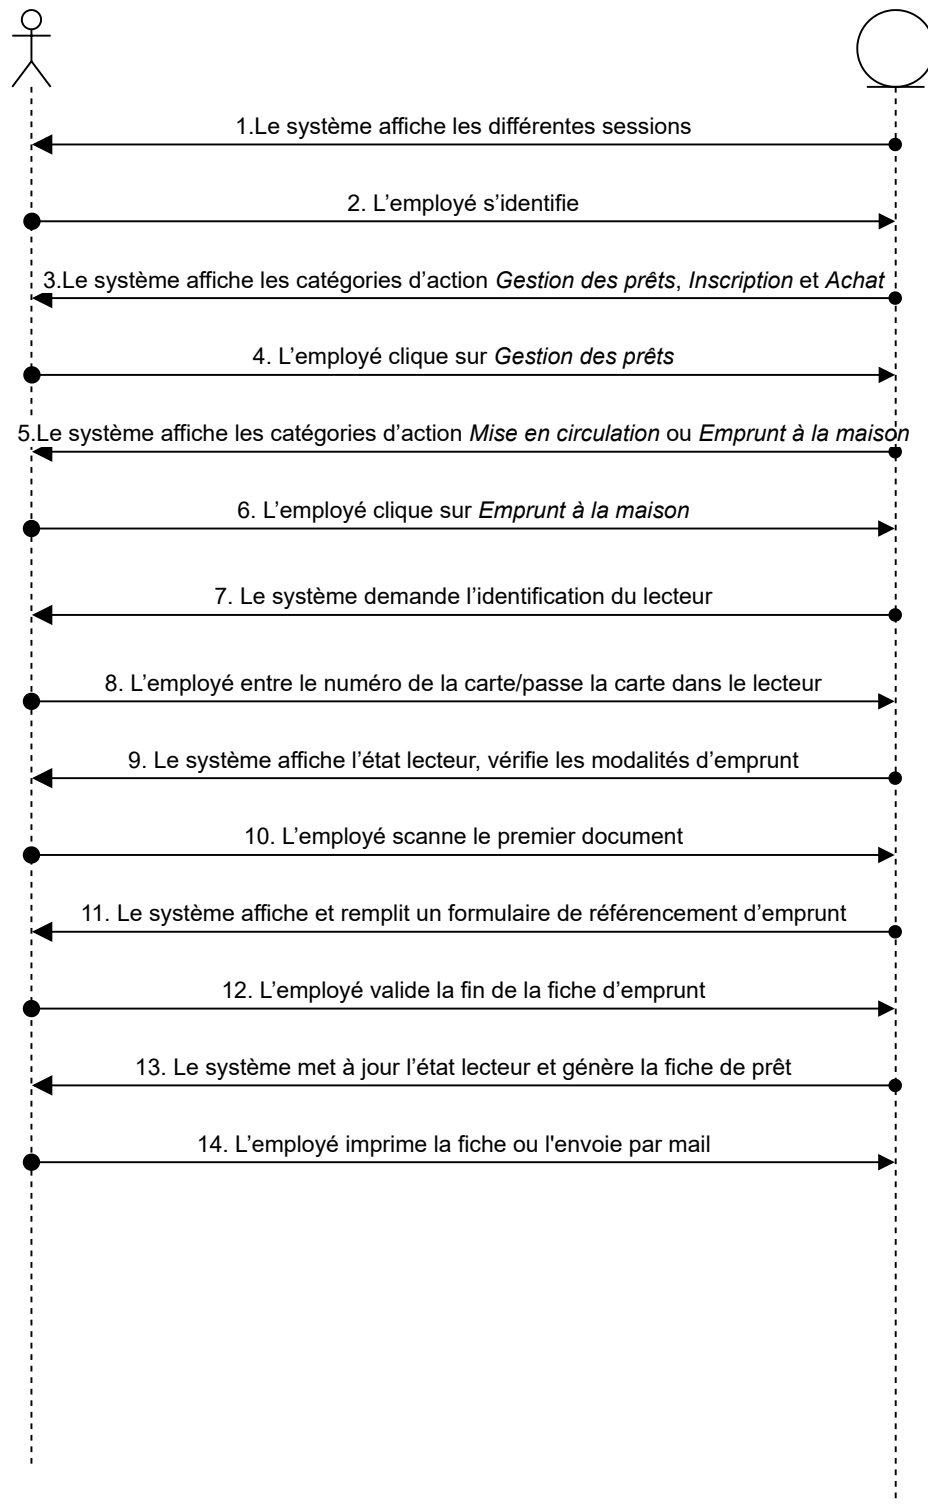 1.Le système affiche les différentes sessions
2. L’employé s’identifie
3.Le système affiche les catégories d’action Gestion des prêts, Inscription et Achat
4. L’employé clique sur Gestion des prêts
5.Le système affiche les catégories d’action Mise en circulation ou Emprunt à la maison
6. L’employé clique sur Emprunt à la maison
7. Le système demande l’identification du lecteur
8. L’employé entre le numéro de la carte/passe la carte dans le lecteur
9. Le système affiche l’état lecteur, vérifie les modalités d’emprunt
10. L’employé scanne le premier document
11. Le système affiche et remplit un formulaire de référencement d’emprunt
12. L’employé valide la fin de la fiche d’emprunt
13. Le système met à jour l’état lecteur et génère la fiche de prêt
14. L’employé imprime la fiche ou l'envoie par mail